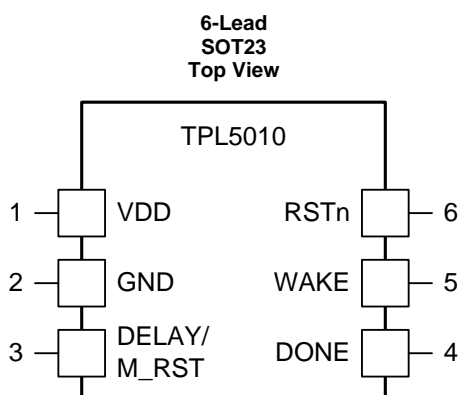 6-Lead
SOT23
Top View
TPL5010
1 VDD RSTn 6
2 GND WAKE 5
3 DELAY/ M_RST DONE 4